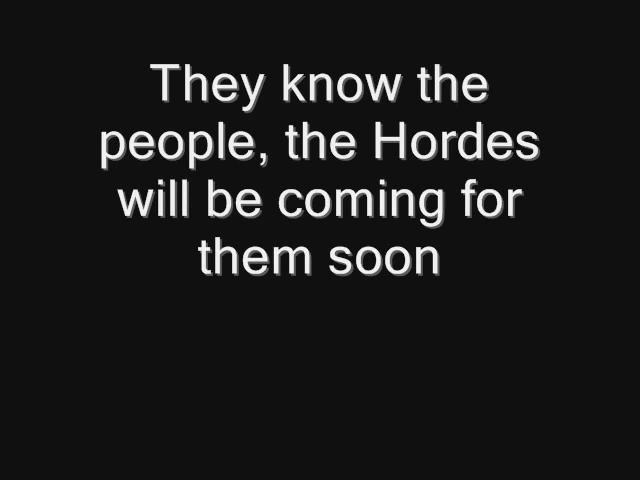 They know the
people, the Hordes
will be coming for
them soon